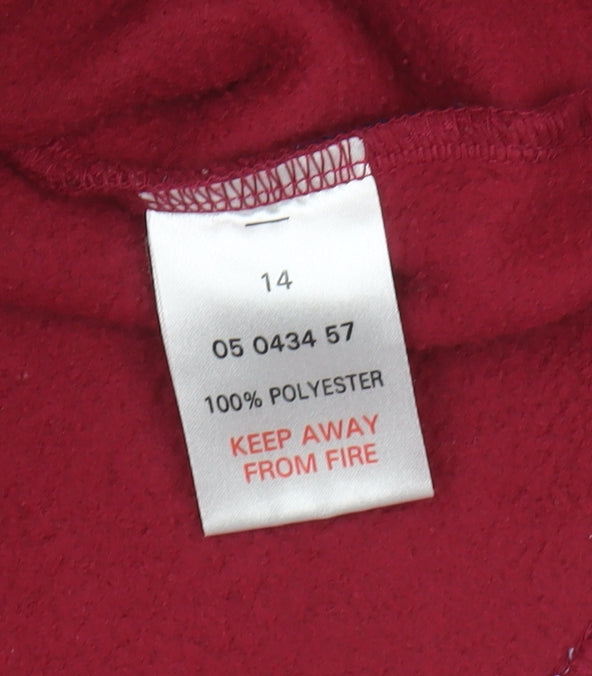 14
05 0434 57
100% POLYESTER
KEEP AWAY
FROM FIRE